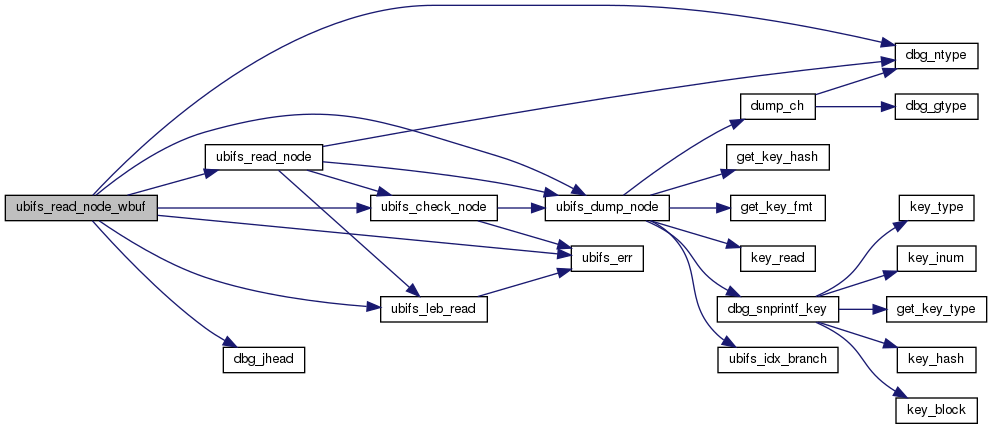 ubifs_read_node_wbuf
ubifs_read_node
dbg_jhead
ubifs_check_node
ubifs_leb_read
ubifs_dump_node
ubifs_err
dump_ch
get_key_hash
get_key_fmt
key_read
dbg_snprintf_key
ubifs_idx_branch
dbg_ntype
dbg_gtype
key_type
key_inum
get_key_type
key_hash
key_block